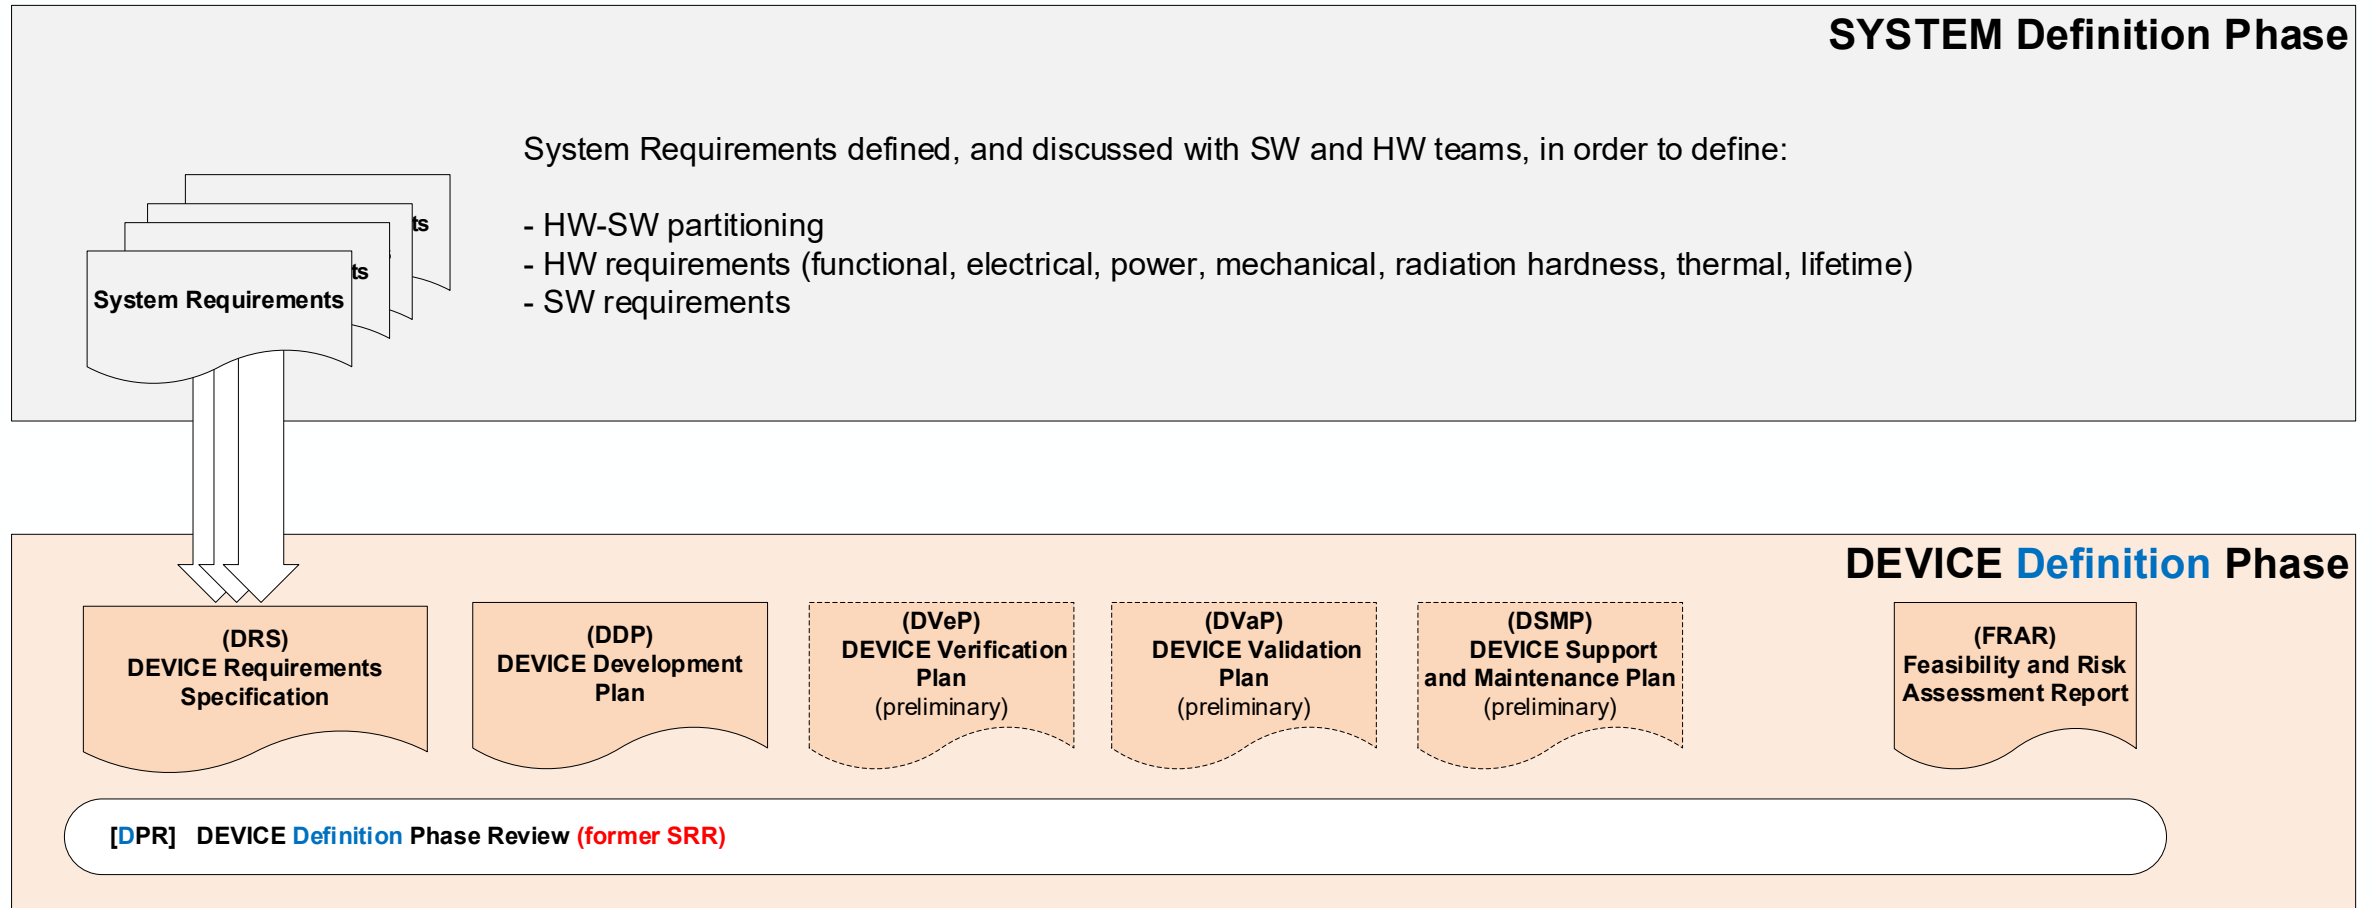 SYSTEM Definition Phase
System Requirements defined, and discussed with SW and HW teams, in order to define:
- HW-SW partitioning
- HW requirements (functional, electrical, power, mechanical, radiation hardness, thermal, lifetime)
- SW requirements
ts
ts
System Requirements
DEVICE Definition Phase
(DRS)
DEVICE Requirements
Specification
(DDP)
DEVICE Development
Plan
(DVeP)
DEVICE Verification
Plan
(preliminary)
(DVaP)
DEVICE Validation
Plan
(preliminary)
(DSMP)
DEVICE Support
and Maintenance Plan
(preliminary)
(FRAR)
Feasibility and Risk
Assessment Report
[DPR] DEVICE Definition Phase Review (former SRR)